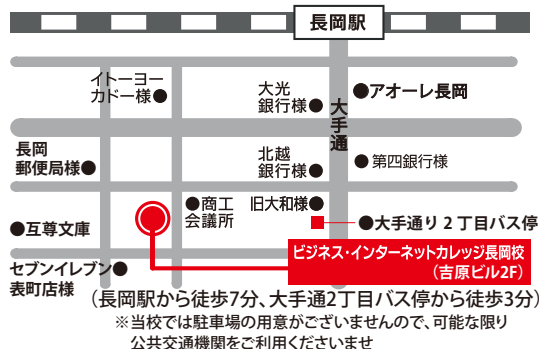 長岡駅
イトーヨー
カドー様●
大光
銀行様●
大手通
●アオーレ長岡
長岡
郵便局様●
北越
銀行様●
●第四銀行様
●商工
会議所
旧大和様●
●互尊文庫
●大手通り2丁目バス停
ビジネス・インターネットカレッジ長岡校
（吉原ビル2F）
セブンイレブン●
表町店様
（長岡駅から徒歩7分、大手通2丁目バス停から徒歩3分）
※当校では駐車場の用意がございませんので、可能な限り
公共交通機関をご利用くださいませ